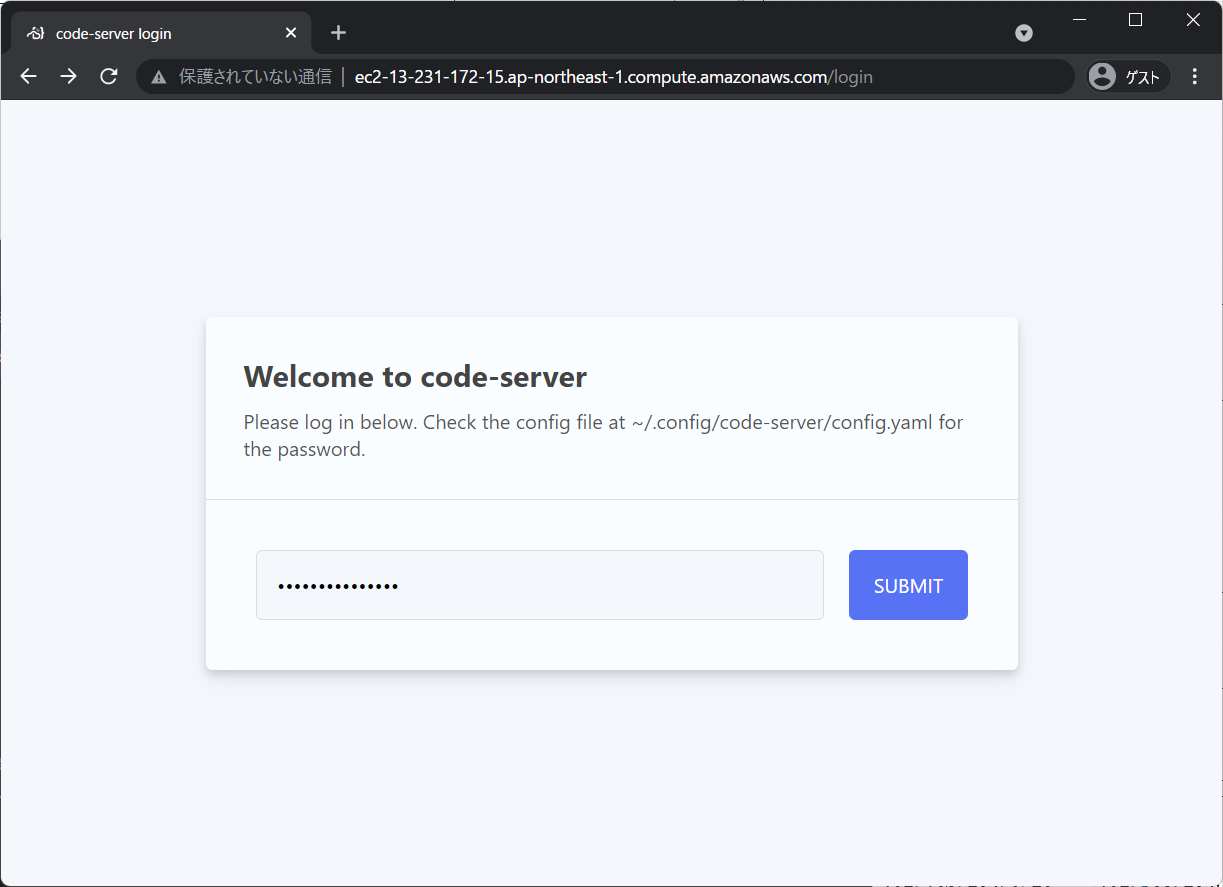 code-server login
保護されていない通信 | ec2-13-231-172-15.ap-northeast-1.compute.amazonaws.com/login
ゲスト
Welcome to code-server
Please log in below. Check the config file at ~/.config/code-server/config.yaml for
the password.
•••••••••••••••
SUBMIT